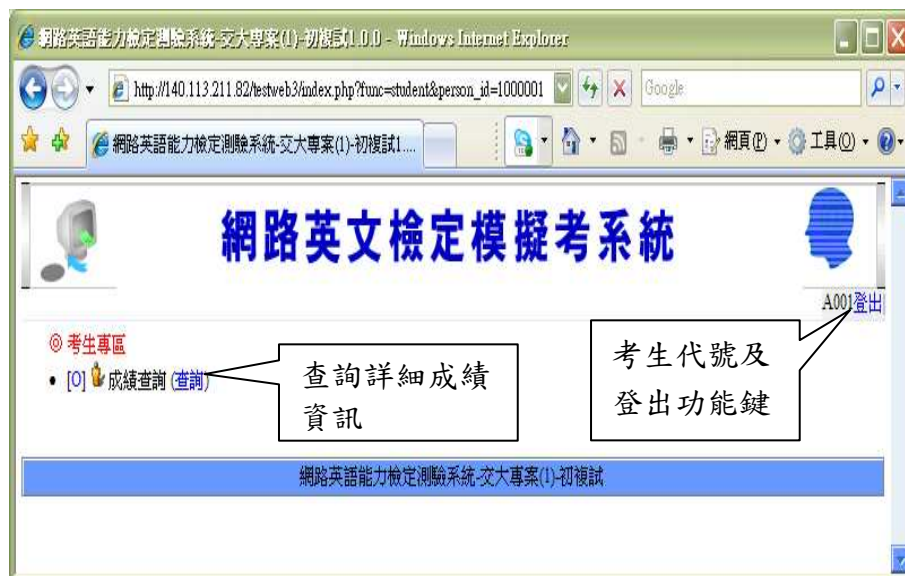 網路英語能力檢定測驗系統-交大專案(1)-初複試1.0.0 - Windows Internet Explorer
http://140.113.211.82/testweb3/index.php?func=student&person_id=1000001
Google
網路英語能力檢定測驗系統-交大專案(1)-初複試1....
網頁(P)
工具(O)
網路英文檢定模擬考系統
A001登出
◎ 考生專區
• [O] 成績查詢 (查詢)
查詢詳細成績
資訊
考生代號及
登出功能鍵
網路英語能力檢定測驗系統-交大專案(1)-初複試